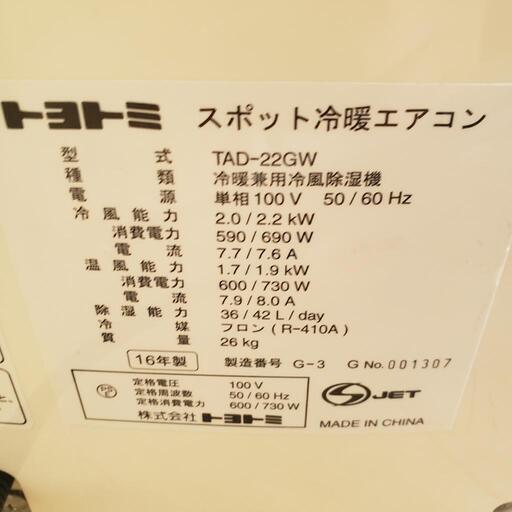 トヨトミ スポット冷暖エアコン
型式 TAD-22GW
種類 冷暖兼用冷風除湿機
電源 単相100V 50/60 Hz
冷風能力 2.0/2.2 kW
消費電力 590/690 W
電流 7.7/7.6 A
温風能力 1.7/1.9 kW
消費電力 600/730 W
電流 7.9/8.0 A
除湿能力 36/42 L/day
冷媒 フロン (R-410A)
質量 26 kg
16年製 製造番号 G-3 G No.001307
定格電圧 100 V
定格周波数 50/60 Hz
定格消費電力 600/730 W
株式会社トヨトミ
PS E
S JET
MADE IN CHINA